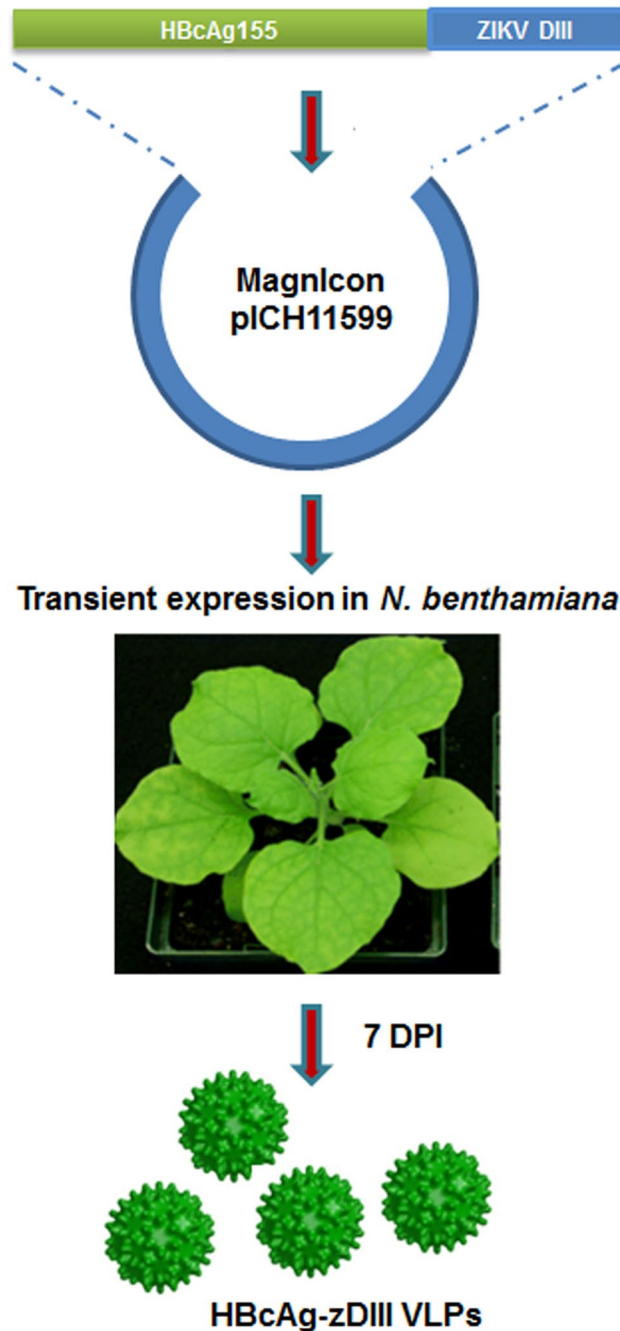 HBcAg155 ZIKV DIII
MagnIcon
pICH11599
Transient expression in N. benthamiana
7 DPI
HBcAg-zDIII VLPs